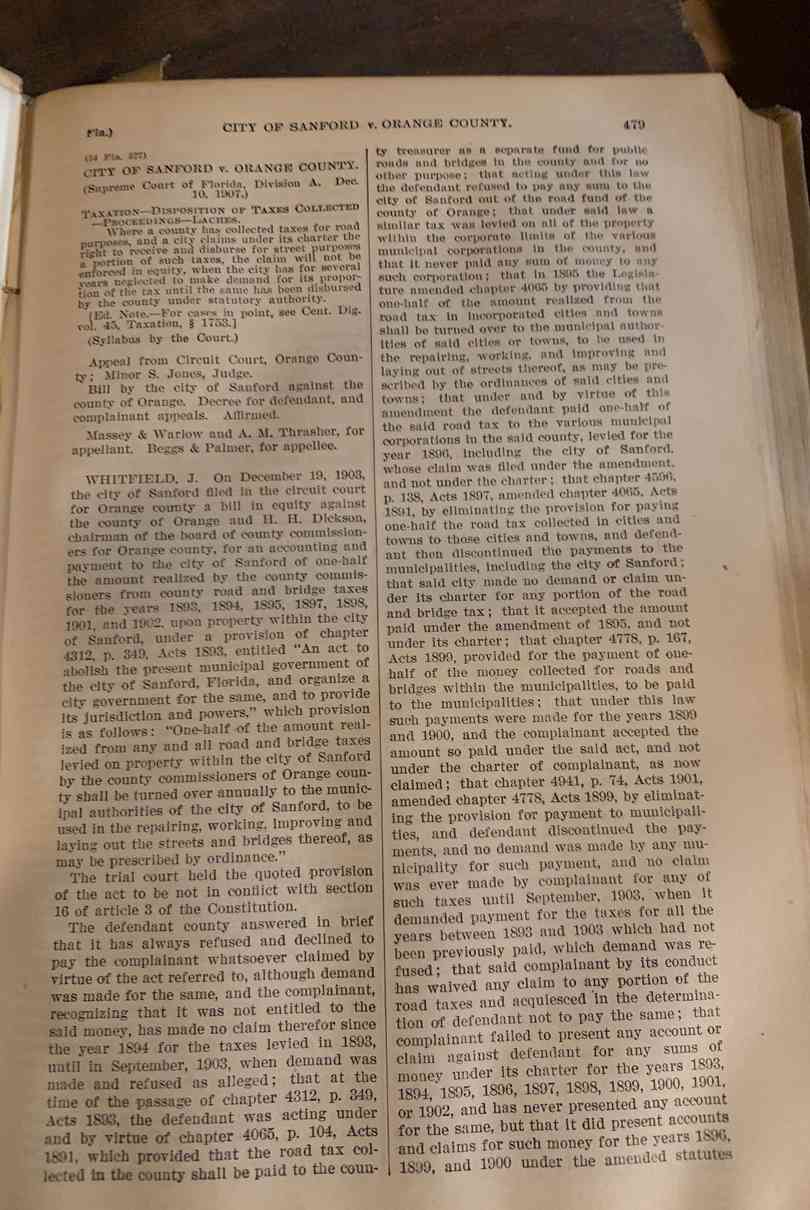 Fla.)
CITY OF SANFORD v. ORANGE COUNTY.
479
(54 Fla. 577)
CITY OF SANFORD v. ORANGE COUNTY.
(Supreme Court of Florida, Division A. Dec.
10, 1907.)
TAXATION—DISPOSITION OF TAXES COLLECTED
—PROCEEDINGS—LACHES.
Where a county has collected taxes for road
purposes, and a city claims under its charter the
right to receive and disburse for street purposes
a portion of such taxes, the claim will not be
enforced in equity, when the city has for several
years neglected to make demand for its propor-
tion of the tax until the same has been disbursed
by the county under statutory authority.
[Ed. Note.—For cases in point, see Cent. Dig.
vol. 45, Taxation, § 1753.]
(Syllabus by the Court.)
Appeal from Circuit Court, Orange Coun-
ty; Minor S. Jones, Judge.
Bill by the city of Sanford against the
county of Orange. Decree for defendant, and
complainant appeals. Affirmed.
Massey & Warlow and A. M. Thrasher, for
appellant. Beggs & Palmer, for appellee.
WHITFIELD, J. On December 19, 1903,
the city of Sanford filed in the circuit court
for Orange county a bill in equity against
the county of Orange and H. H. Dickson,
chairman of the board of county commission-
ers for Orange county, for an accounting and
payment to the city of Sanford of one-half
the amount realized by the county commis-
sioners from county road and bridge taxes
for the years 1893, 1894, 1895, 1897, 1898,
1901, and 1902, upon property within the city
of Sanford, under a provision of chapter
4312, p. 349, Acts 1893, entitled "An act to
abolish the present municipal government of
the city of Sanford, Florida, and organize a
city government for the same, and to provide
its jurisdiction and powers," which provision
is as follows: "One-half of the amount real-
ized from any and all road and bridge taxes
levied on property within the city of Sanford
by the county commissioners of Orange coun-
ty shall be turned over annually to the munic-
ipal authorities of the city of Sanford, to be
used in the repairing, working, improving and
laying out the streets and bridges thereof, as
may be prescribed by ordinance."
The trial court held the quoted provision
of the act to be not in conflict with section
16 of article 3 of the Constitution.
The defendant county answered in brief
that it has always refused and declined to
pay the complainant whatsoever claimed by
virtue of the act referred to, although demand
was made for the same, and the complainant,
recognizing that it was not entitled to the
said money, has made no claim therefor since
the year 1894 for the taxes levied in 1893,
until in September, 1903, when demand was
made and refused as alleged; that at the
time of the passage of chapter 4312, p. 349,
Acts 1893, the defendant was acting under
and by virtue of chapter 4065, p. 104, Acts
1891, which provided that the road tax col-
lected in the county shall be paid to the coun-
ty treasurer as a separate fund for public
roads and bridges in the county and for no
other purpose; that acting under this law
the defendant refused to pay any sum to the
city of Sanford out of the road fund of the
county of Orange; that under said law a
similar tax was levied on all of the property
within the corporate limits of the various
municipal corporations in the county, and
that it never paid any sum of money to any
such corporation; that in 1895 the Legisla-
ture amended chapter 4065 by providing that
one-half of the amount realized from the
road tax in incorporated cities and towns
shall be turned over to the municipal author-
ities of said cities or towns, to be used in
the repairing, working, and improving and
laying out of streets thereof, as may be pre-
scribed by the ordinances of said cities and
towns; that under and by virtue of this
amendment the defendant paid one-half of
the said road tax to the various municipal
corporations in the said county, levied for the
year 1896, including the city of Sanford,
whose claim was filed under the amendment,
and not under the charter; that chapter 4596,
p. 138, Acts 1897, amended chapter 4065, Acts
1891, by eliminating the provision for paying
one-half the road tax collected in cities and
towns to those cities and towns, and defend-
ant then discontinued the payments to the
municipalities, including the city of Sanford;
that said city made no demand or claim un-
der its charter for any portion of the road
and bridge tax; that it accepted the amount
paid under the amendment of 1895, and not
under its charter; that chapter 4778, p. 167,
Acts 1899, provided for the payment of one-
half of the money collected for roads and
bridges within the municipalities, to be paid
to the municipalities; that under this law
such payments were made for the years 1899
and 1900, and the complainant accepted the
amount so paid under the said act, and not
under the charter of complainant, as now
claimed; that chapter 4941, p. 74, Acts 1901,
amended chapter 4778, Acts 1899, by eliminat-
ing the provision for payment to municipali-
ties, and defendant discontinued the pay-
ments, and no demand was made by any mu-
nicipality for such payment, and no claim
was ever made by complainant for any of
such taxes until September, 1903, when it
demanded payment for the taxes for all the
years between 1893 and 1903 which had not
been previously paid, which demand was re-
fused; that said complainant by its conduct
has waived any claim to any portion of the
road taxes and acquiesced in the determina-
tion of defendant not to pay the same; that
complainant failed to present any account or
claim against defendant for any sums of
money under its charter for the years 1893,
1894, 1895, 1896, 1897, 1898, 1899, 1900, 1901,
or 1902, and has never presented any account
for the same, but that it did present accounts
and claims for such money for the years 1896,
1899, and 1900 under the amended statutes